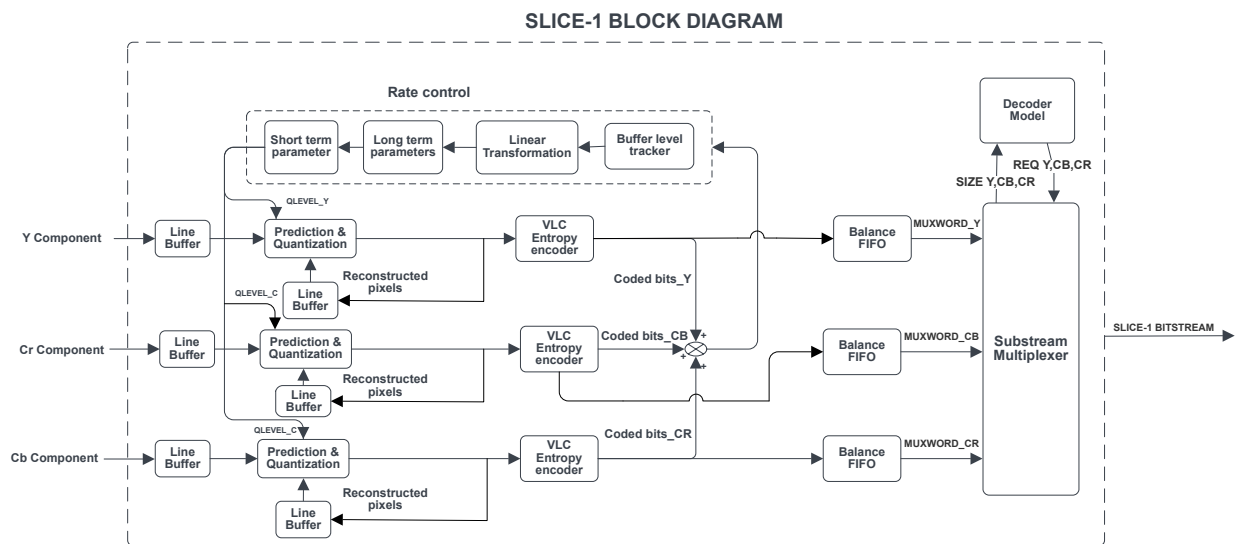 SLICE-1 BLOCK DIAGRAM
Rate control
Short term
parameter
Long term
parameters
Linear
Transformation
Buffer level
tracker
Decoder
Model
REQ Y,CB,CR
SIZE Y,CB,CR
QLEVEL_Y
Y Component
Line
Buffer
Prediction &
Quantization
VLC
Entropy
encoder
Balance
FIFO
MUXWORD_Y
Reconstructed
pixels
Line
Buffer
Coded bits_Y
QLEVEL_C
Cr Component
Line
Buffer
Prediction &
Quantization
VLC
Entropy
encoder
Coded bits_CB
+
+
+
Balance
FIFO
MUXWORD_CB
Substream
Multiplexer
SLICE-1 BITSTREAM
Reconstructed
pixels
Line
Buffer
QLEVEL_C
Coded bits_CR
Cb Component
Line
Buffer
Prediction &
Quantization
VLC
Entropy
encoder
Balance
FIFO
MUXWORD_CR
Reconstructed
pixels
Line
Buffer